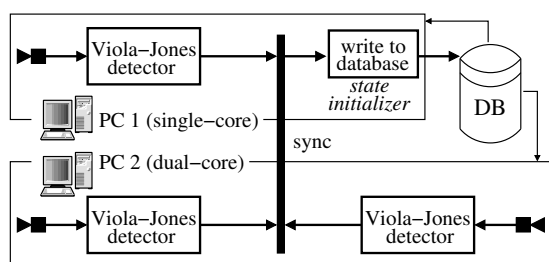 Viola−Jones
detector
write to
database
state
initializer
DB
PC 1 (single−core)
sync
PC 2 (dual−core)
Viola−Jones
detector
Viola−Jones
detector